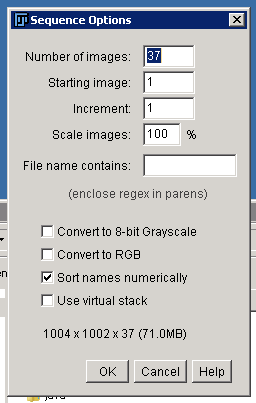 Sequence Options
Number of images: 37
Starting image: 1
Increment: 1
Scale images: 100 %
File name contains:
(enclose regex in parens)
Convert to 8-bit Grayscale
Convert to RGB
Sort names numerically
Use virtual stack
1004 x 1002 x 37 (71.0MB)
OK Cancel Help